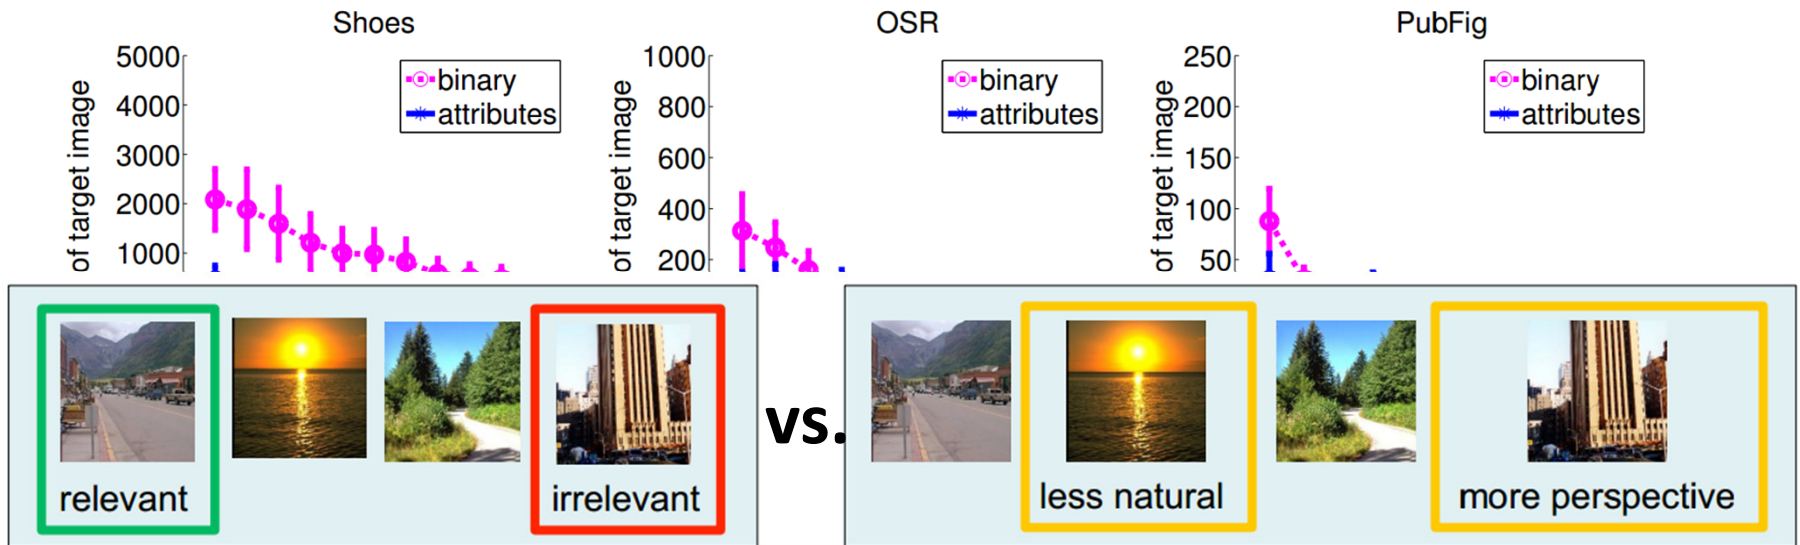 Shoes
5000
4000
3000
2000
1000
of target image
binary
attributes
OSR
1000
800
600
400
200
of target image
binary
attributes
PubFig
250
200
150
100
50
of target image
binary
attributes
relevant
irrelevant
vs.
less natural
more perspective